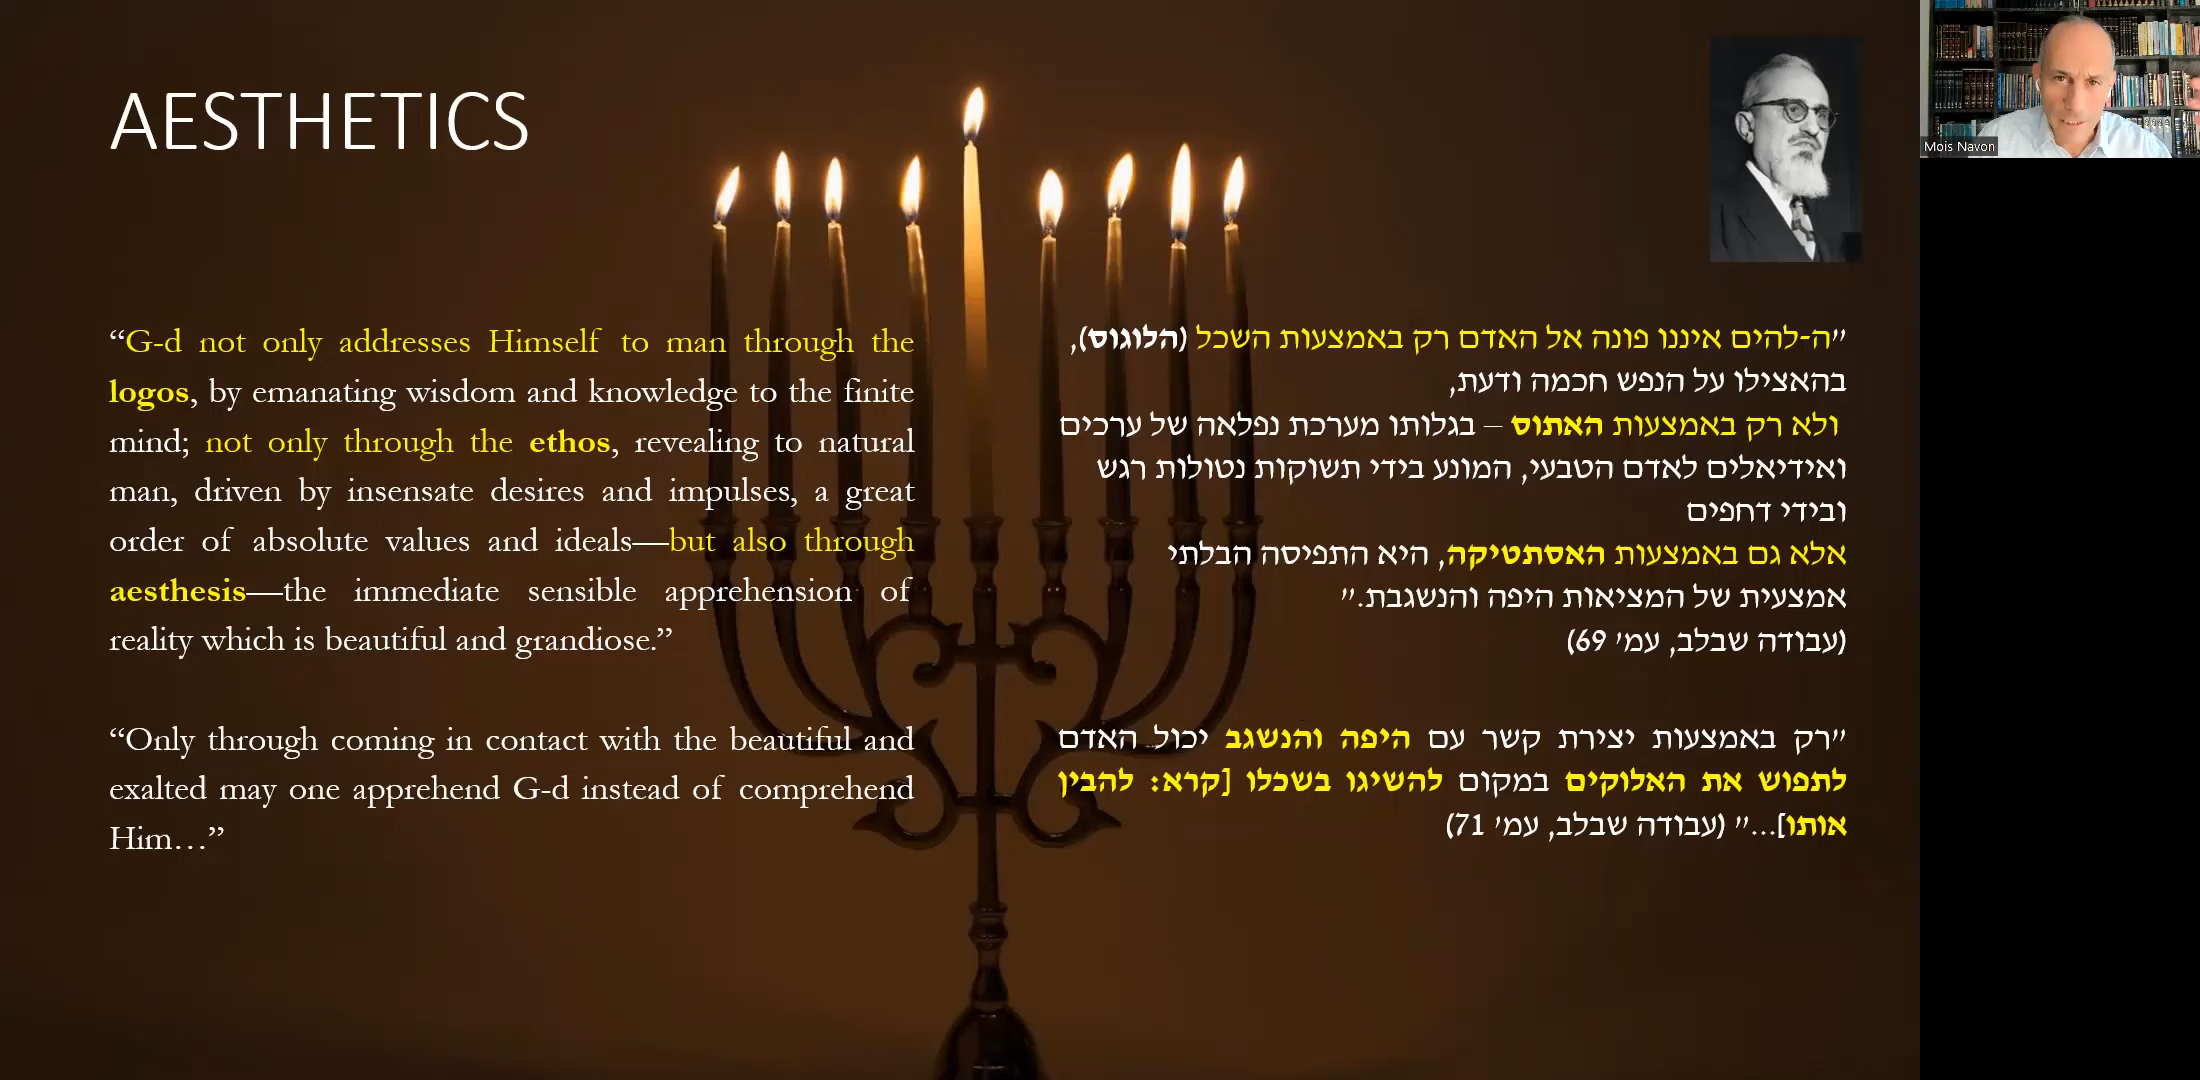 AESTHETICS
“G-d not only addresses Himself to man through the
logos, by emanating wisdom and knowledge to the finite
mind; not only through the ethos, revealing to natural
man, driven by insensate desires and impulses, a great
order of absolute values and ideals—but also through
aesthesis—the immediate sensible apprehension of
reality which is beautiful and grandiose.”
“Only through coming in contact with the beautiful and
exalted may one apprehend G-d instead of comprehend
Him…”
״ה-להים איננו פונה אל האדם רק באמצעות השכל (הלוגוס),
בהאצילו על הנפש חכמה ודעת,
ולא רק באמצעות האתוס – בגלותו מערכת נפלאה של ערכים
ואידיאלים לאדם הטבעי, המונע בידי תשוקות נטולות רגש
ובידי דחפים
אלא גם באמצעות האסתטיקה, היא התפיסה הבלתי
אמצעית של המציאות היפה והנשגבת.״
(עבודה שבלב, עמ׳ 69)
״רק באמצעות יצירת קשר עם היפה והנשגב יכול האדם
לתפוש את האלוקים במקום להשיגו בשכלו [קרא: להבין
אותו]...״ (עבודה שבלב, עמ׳ 71)
Mois Navon